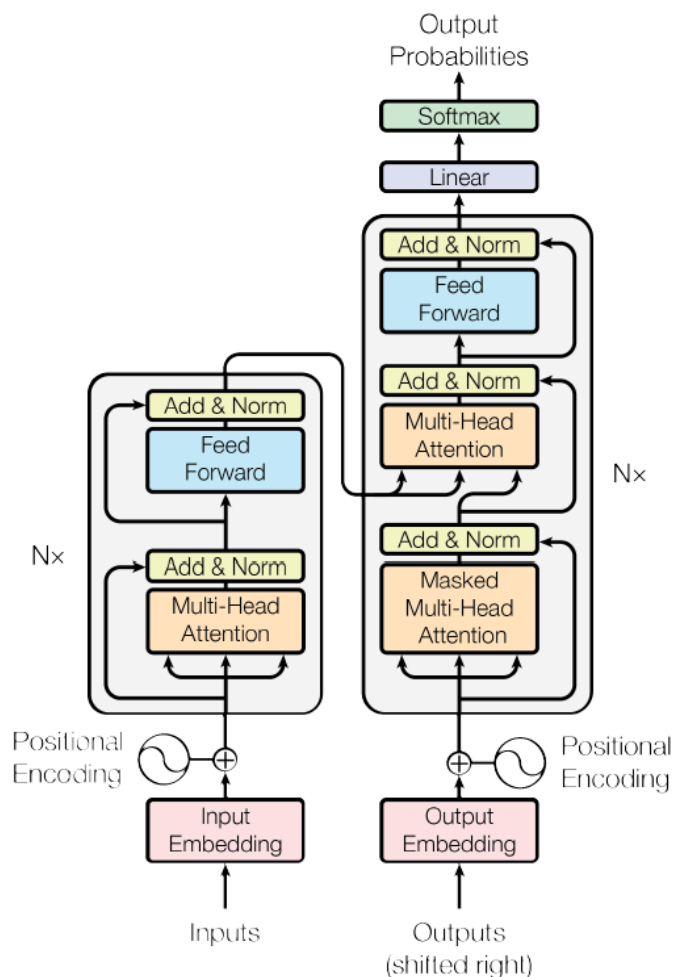 Output
Probabilities
Softmax
Linear
Add & Norm
Feed
Forward
Add & Norm
Multi-Head
Attention
Add & Norm
Masked
Multi-Head
Attention
Nx
Add & Norm
Feed
Forward
Add & Norm
Multi-Head
Attention
Nx
Positional
Encoding
Positional
Encoding
Input
Embedding
Output
Embedding
Inputs
Outputs
(shifted right)